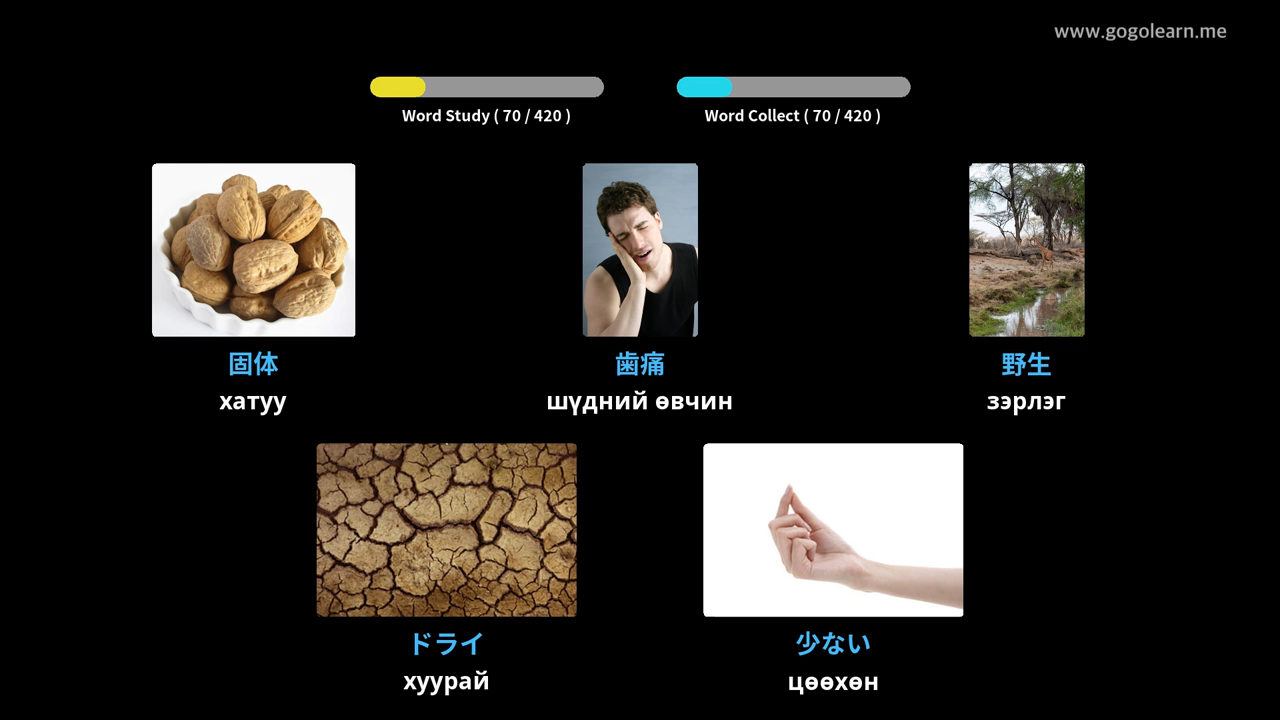 www.gogolearn.me
Word Study ( 70 / 420 )
Word Collect ( 70 / 420 )
固体
хатуу
歯痛
шүдний өвчин
野生
зэрлэг
ドライ
хуурай
少ない
цөөхөн